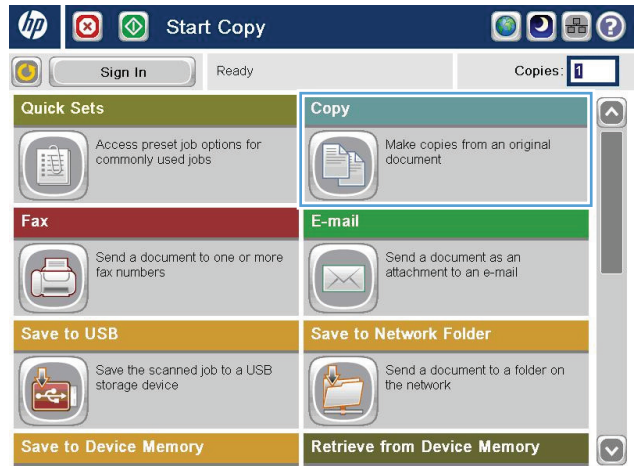 hp
Start Copy
?
Sign In
Ready
Copies: 1
Quick Sets
Access preset job options for
commonly used jobs
Copy
Make copies from an original
document
Fax
Send a document to one or more
fax numbers
E-mail
Send a document as an
attachment to an e-mail
Save to USB
Save the scanned job to a USB
storage device
Save to Network Folder
Send a document to a folder on
the network
Save to Device Memory
Retrieve from Device Memory